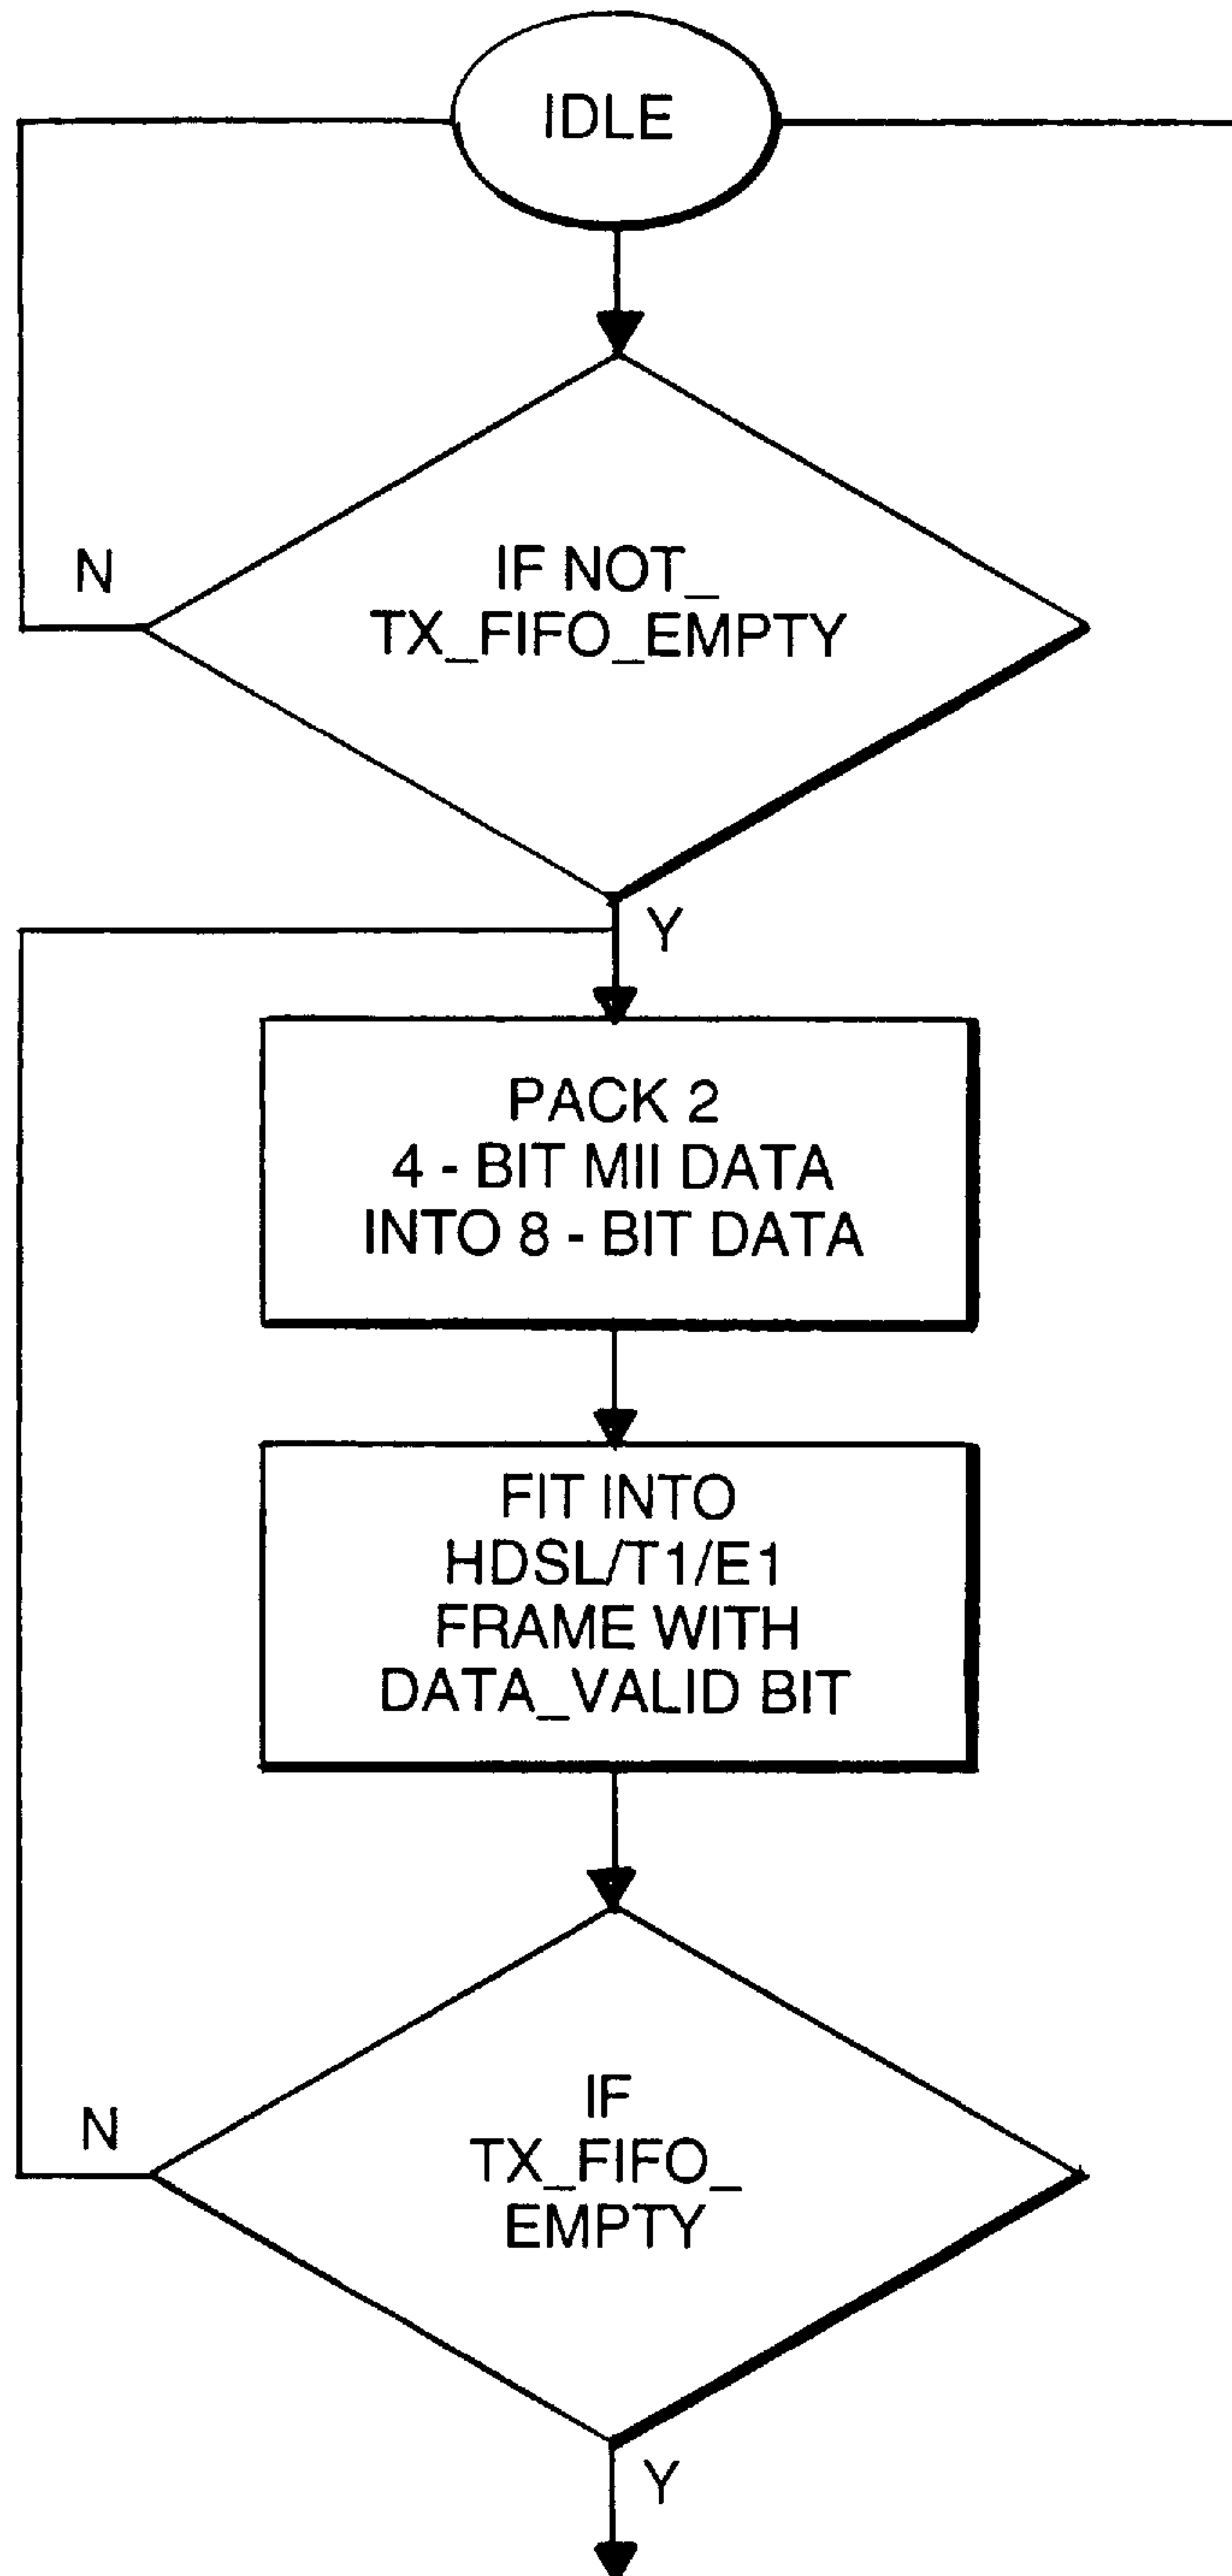 IDLE
N
IF NOT_
TX_FIFO_EMPTY
Y
PACK 2
4 - BIT MII DATA
INTO 8 - BIT DATA
FIT INTO
HDSL/T1/E1
FRAME WITH
DATA_VALID BIT
N
IF
TX_FIFO_
EMPTY
Y